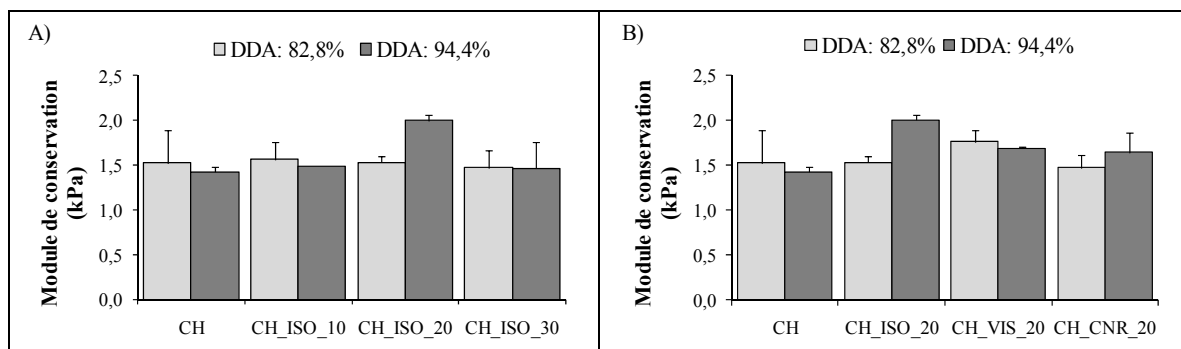 A)
DDA: 82,8% DDA: 94,4%
Module de conservation
(kPa)
2,5
2,0
1,5
1,0
0,5
0,0
CH CH_ISO_10 CH_ISO_20 CH_ISO_30
B)
DDA: 82,8% DDA: 94,4%
Module de conservation
(kPa)
2,5
2,0
1,5
1,0
0,5
0,0
CH CH_ISO_20 CH_VIS_20 CH_CNR_20